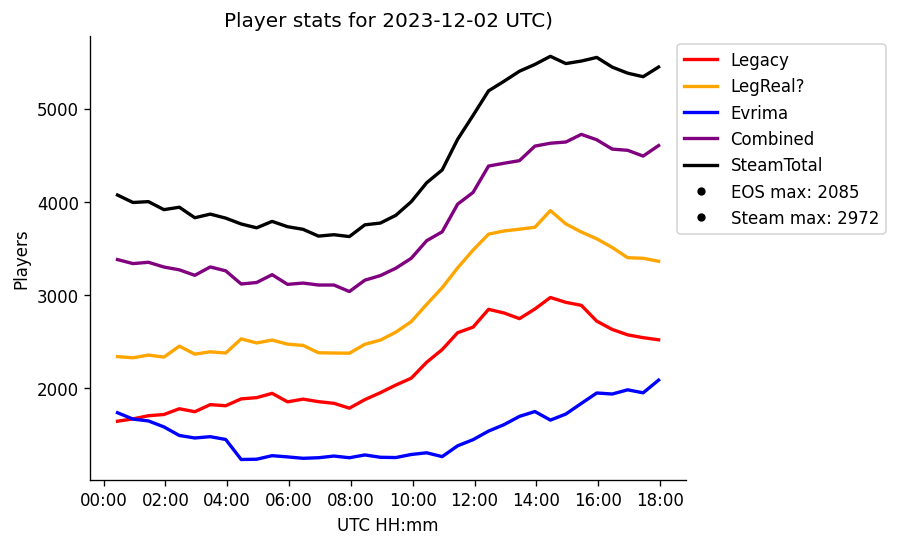 Player stats for 2023-12-02 UTC)
Legacy
LegReal?
Evrima
Combined
SteamTotal
EOS max: 2085
Steam max: 2972
Players
5000
4000
3000
2000
00:00 02:00 04:00 06:00 08:00 10:00 12:00 14:00 16:00 18:00
UTC HH:mm